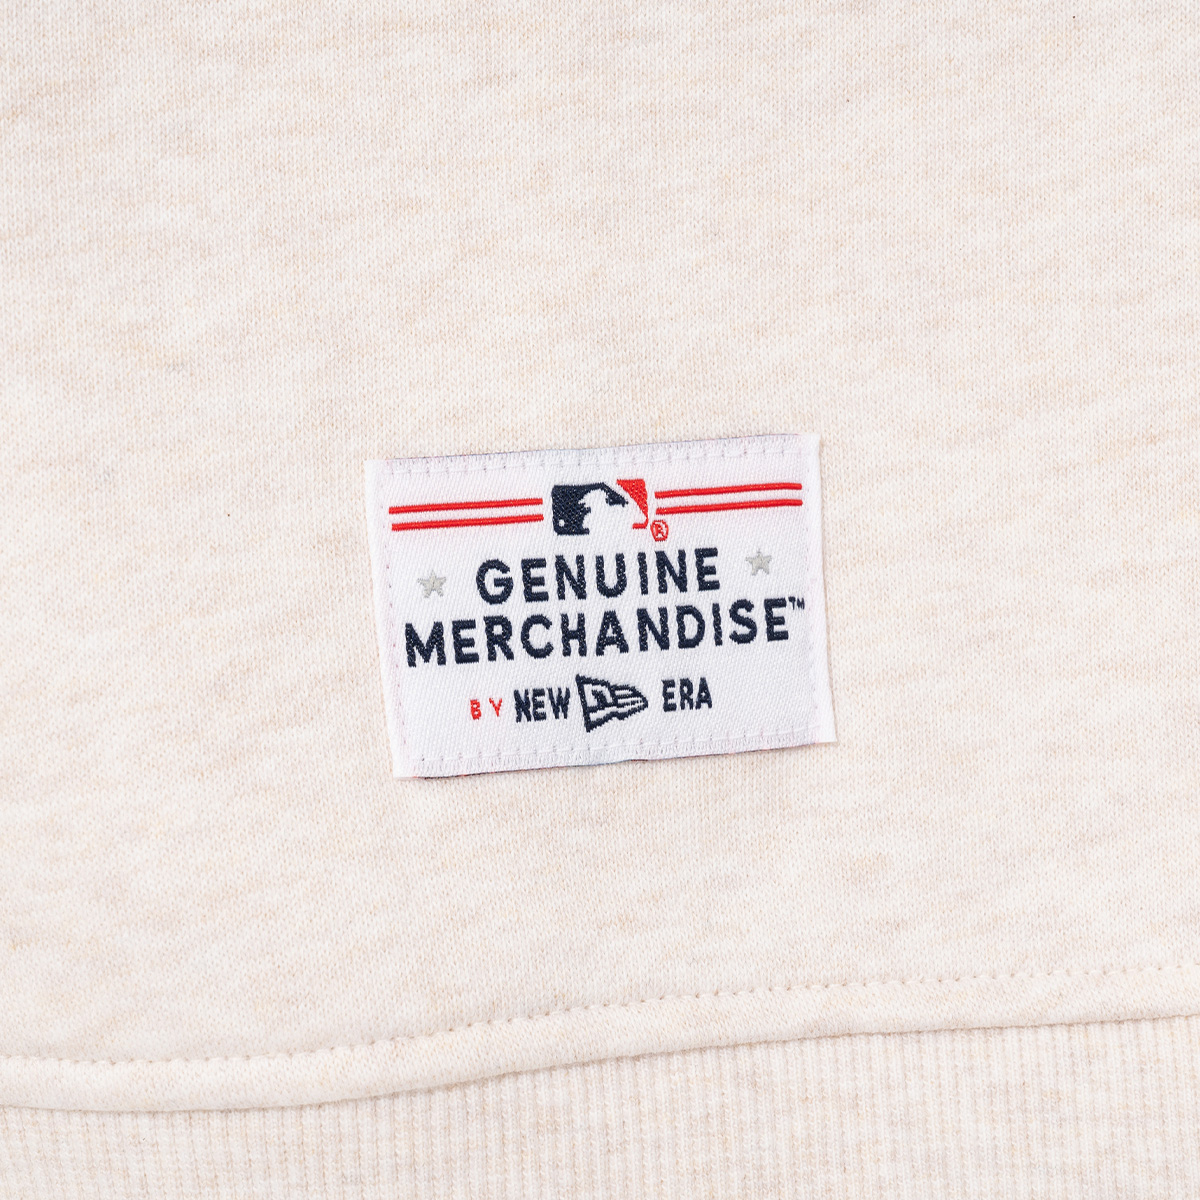 ®
GENUINE
MERCHANDISE™
BY NEW ERA